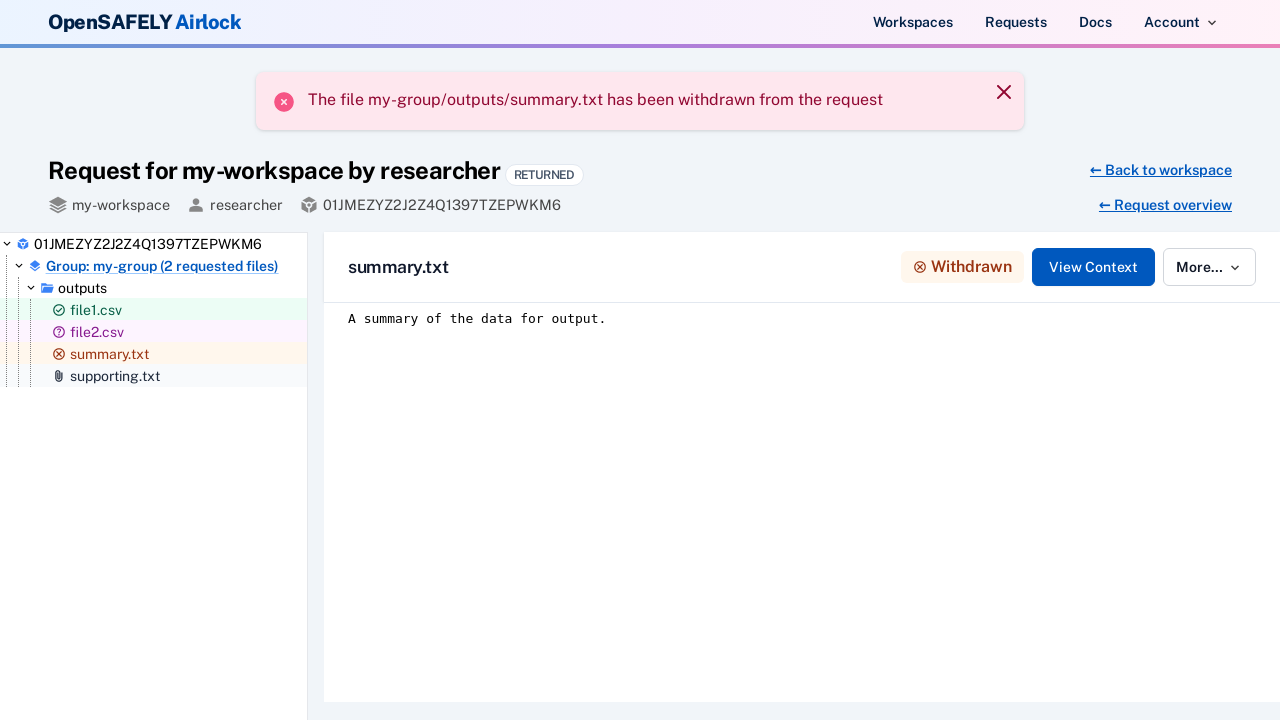 OpenSAFELY Airlock
Workspaces
Requests
Docs
Account
The file my-group/outputs/summary.txt has been withdrawn from the request
Request for my-workspace by researcher RETURNED
← Back to workspace
my-workspace
researcher
01JMEZYZ2J2Z4Q1397TZEPWKM6
← Request overview
01JMEZYZ2J2Z4Q1397TZEPWKM6
Group: my-group (2 requested files)
outputs
file1.csv
file2.csv
summary.txt
supporting.txt
summary.txt
Withdrawn
View Context
More...
A summary of the data for output.